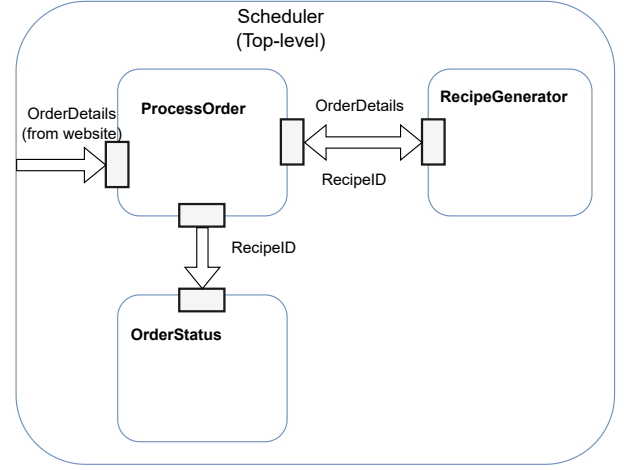 Scheduler
(Top-level)
OrderDetails
(from website)
ProcessOrder
OrderDetails
RecipeID
RecipeGenerator
RecipeID
OrderStatus